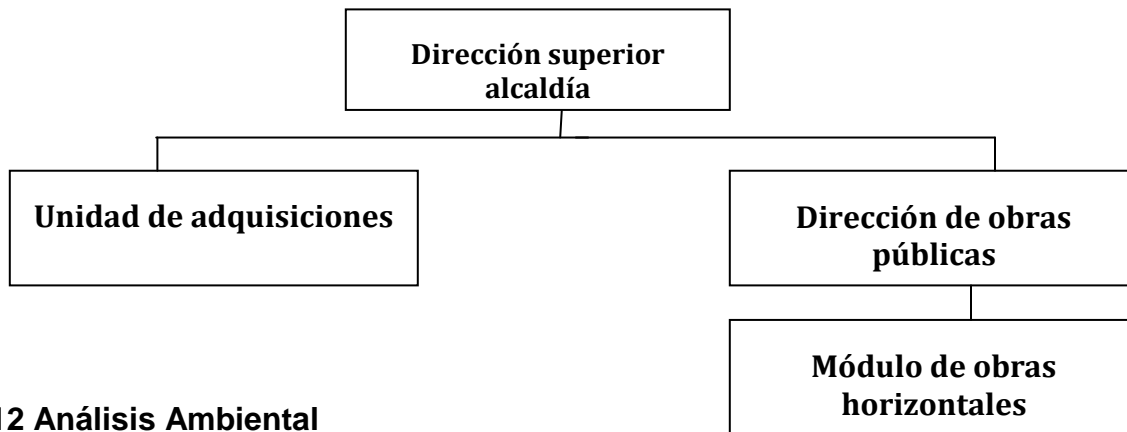 Dirección superior
alcaldía
Unidad de adquisiciones
Dirección de obras
públicas
Módulo de obras
horizontales
12 Análisis Ambiental